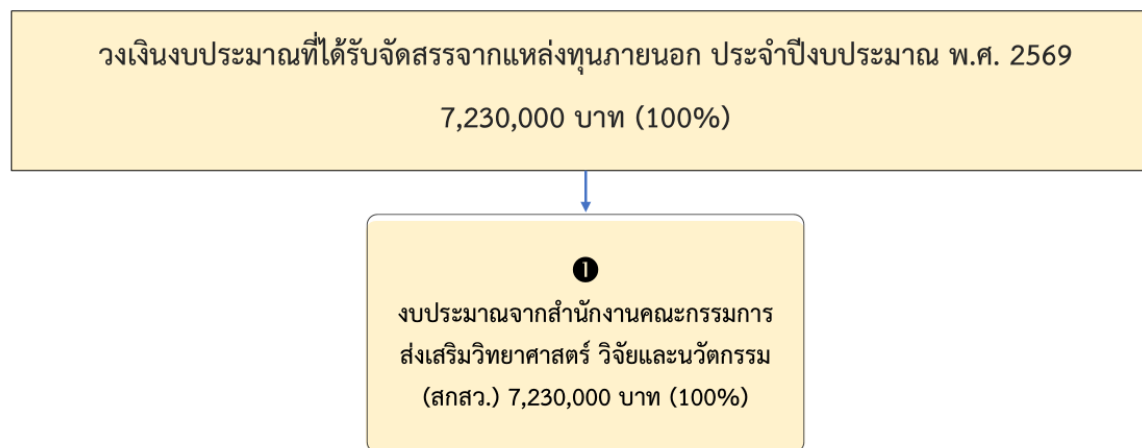 วงเงินงบประมาณที่ได้รับจัดสรรจากแหล่งทุนภายนอก ประจำปีงบประมาณ พ.ศ. 2569
7,230,000 บาท (100%)
❶
งบประมาณจากสำนักงานคณะกรรมการ
ส่งเสริมวิทยาศาสตร์ วิจัยและนวัตกรรม
(สกสว.) 7,230,000 บาท (100%)